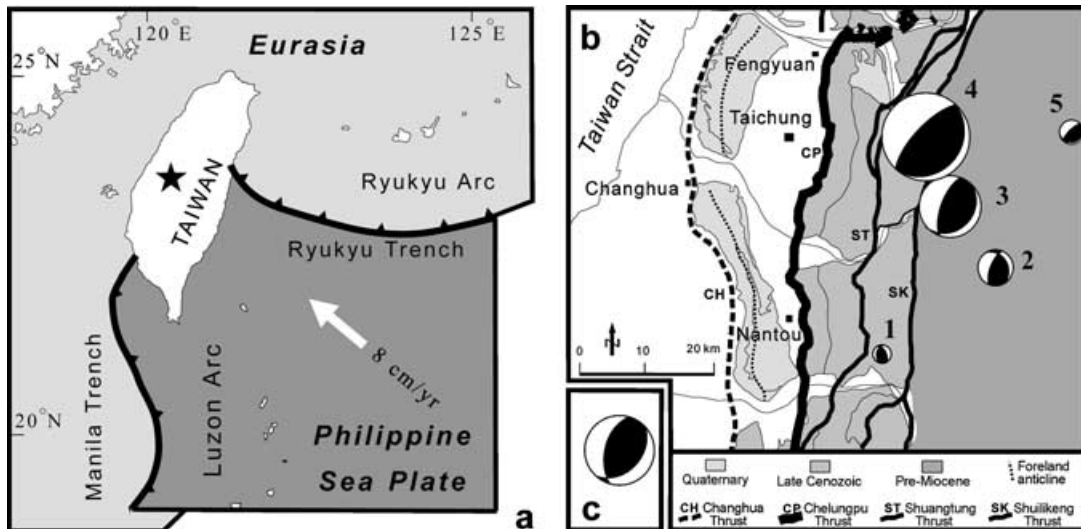 120°E
125°E
25°N
Eurasia
TAIWAN
Ryukyu Arc
Ryukyu Trench
8 cm/yr
Manila Trench
Luzon Arc
20°N
Philippine
Sea Plate
a
b
Taiwan Strait
Fengyuan
4
5
Taichung
CP
Changhua
3
ST
2
CH
SK
1
Nantou
N
0 10 20 km
c
Quaternary
Late Cenozoic
Pre-Miocene
Foreland
anticline
CH Changhua
Thrust
CP Chelungpu
Thrust
ST Shuangtung
Thrust
SK Shuilikeng
Thrust